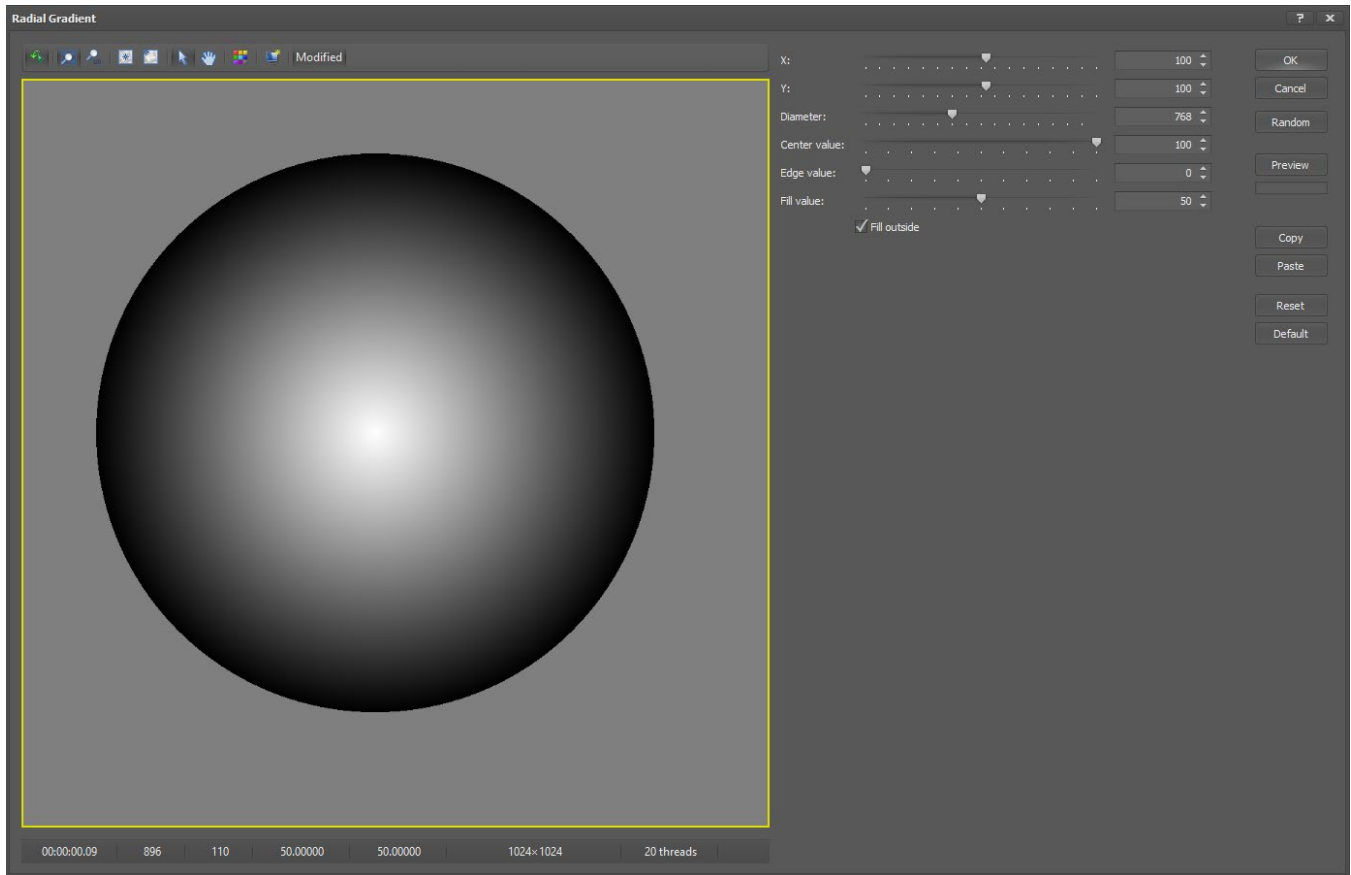 Radial Gradient
Modified
X: 100
Y: 100
Diameter: 768
Center value: 100
Edge value: 0
Fill value: 50
Fill outside
OK
Cancel
Random
Preview
Copy
Paste
Reset
Default
00:00:00.09 896 110 50.00000 50.00000 1024×1024 20 threads